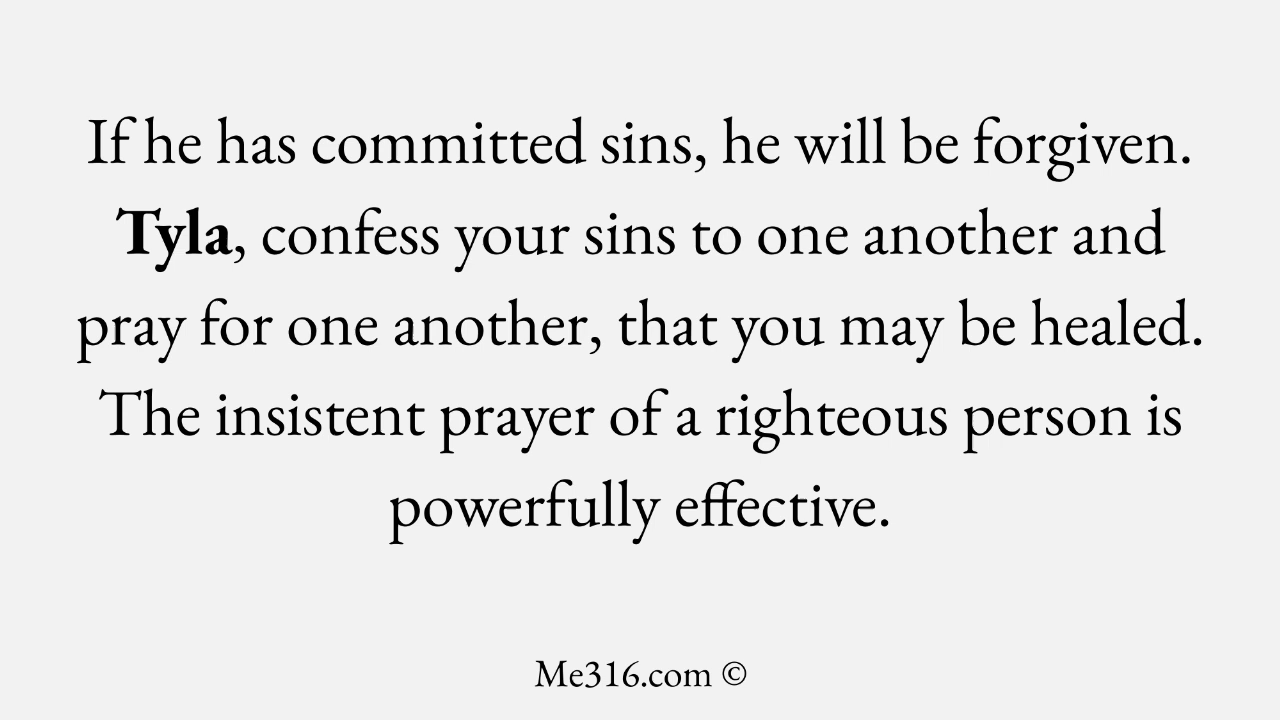 If he has committed sins, he will be forgiven.
Tyla, confess your sins to one another and
pray for one another, that you may be healed.
The insistent prayer of a righteous person is
powerfully effective.
Me316.com ©